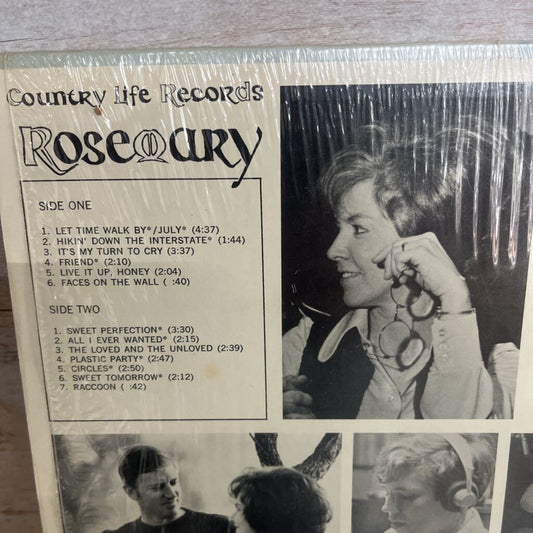 Country Life Records
Rosemary
SIDE ONE
1. LET TIME WALK BY*/JULY* (4:37)
2. HIKIN' DOWN THE INTERSTATE* (1:44)
3. IT'S MY TURN TO CRY (3:37)
4. FRIEND* (2:10)
5. LIVE IT UP, HONEY (2:04)
6. FACES ON THE WALL ( :40)
SIDE TWO
1. SWEET PERFECTION* (3:30)
2. ALL I EVER WANTED* (2:15)
3. THE LOVED AND THE UNLOVED (2:39)
4. PLASTIC PARTY* (2:47)
5. CIRCLES* (2:50)
6. SWEET TOMORROW* (2:12)
7. RACCOON ( :42)